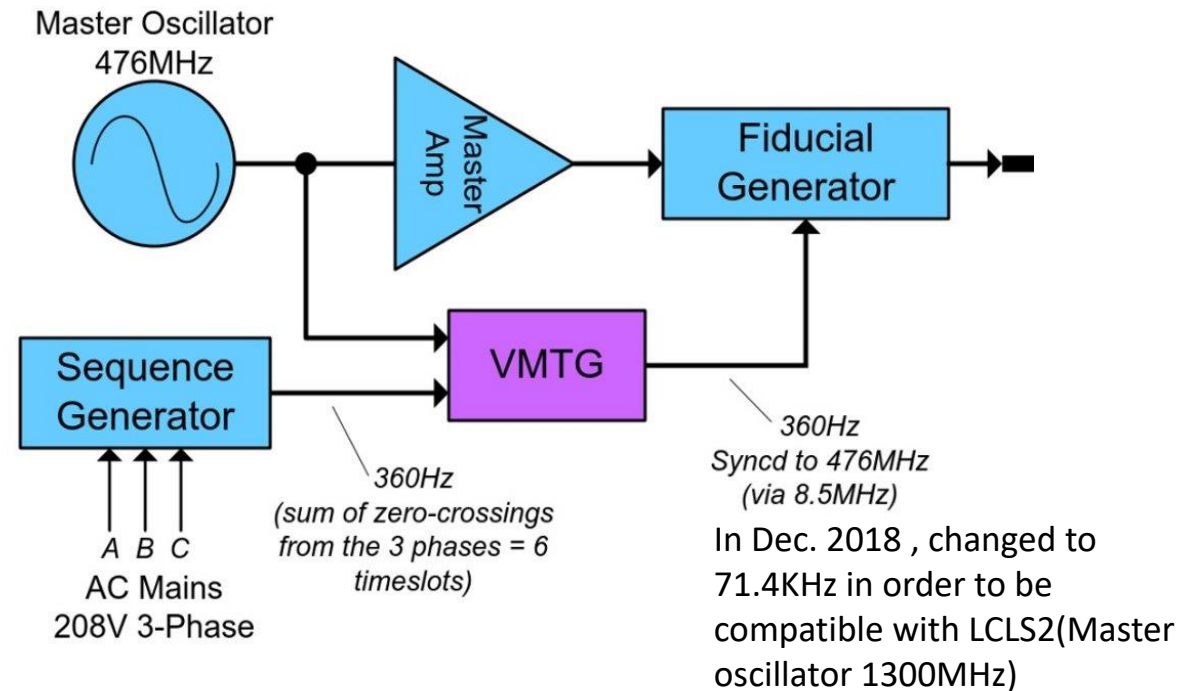 Master Oscillator
476MHz
Master
Amp
Fiducial
Generator
Sequence
Generator
VMTG
A B C
AC Mains
208V 3-Phase
360Hz
(sum of zero-crossings
from the 3 phases = 6
timeslots)
360Hz
Syncd to 476MHz
(via 8.5MHz)
In Dec. 2018 , changed to
71.4KHz in order to be
compatible with LCLS2(Master
oscillator 1300MHz)